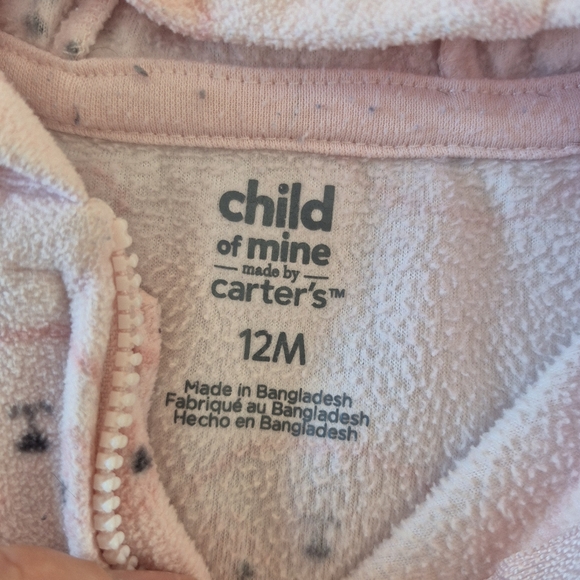 child
of mine
made by
carter's™
12M
Made in Bangladesh
Fabriqué au Bangladesh
Hecho en Bangladesh